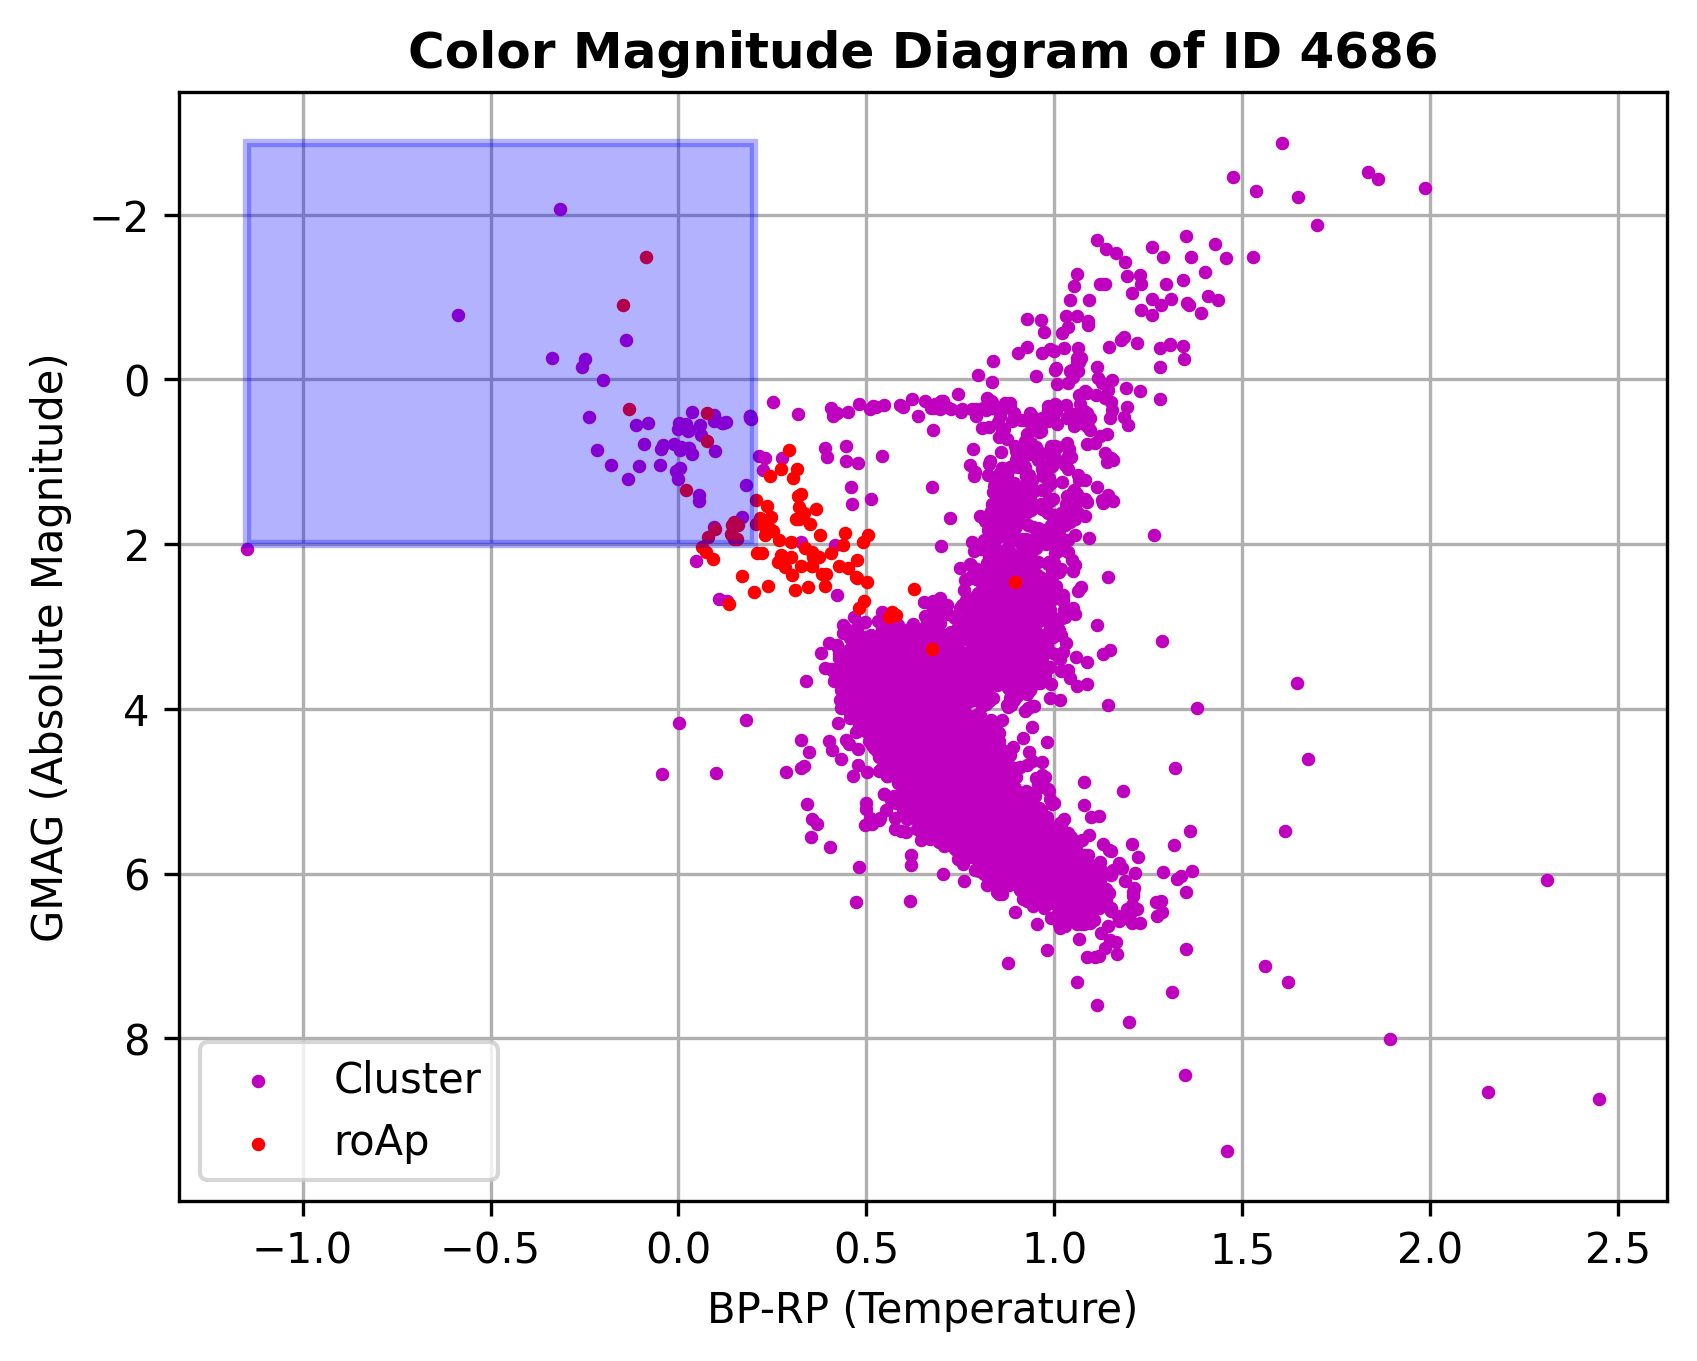 Color Magnitude Diagram of ID 4686
GMAG (Absolute Magnitude)
−2
0
2
4
6
8
Cluster
roAp
−1.0 −0.5 0.0 0.5 1.0 1.5 2.0 2.5
BP-RP (Temperature)